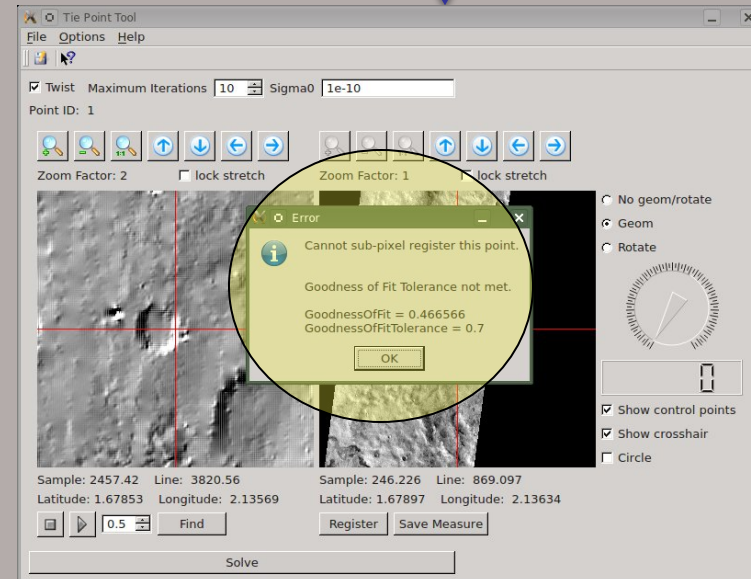 Tie Point Tool
File Options Help
Twist Maximum Iterations 10 Sigma0 1e-10
Point ID: 1
Zoom Factor: 2 lock stretch Zoom Factor: 1 lock stretch
No geom/rotate
Geom
Rotate
Error
Cannot sub-pixel register this point.
Goodness of Fit Tolerance not met.
GoodnessOfFit = 0.466566
GoodnessOfFitTolerance = 0.7
OK
0
Show control points
Show crosshair
Circle
Sample: 2457.42 Line: 3820.56 Sample: 246.226 Line: 869.097
Latitude: 1.67853 Longitude: 2.13569 Latitude: 1.67897 Longitude: 2.13634
0.5 Find Register Save Measure
Solve